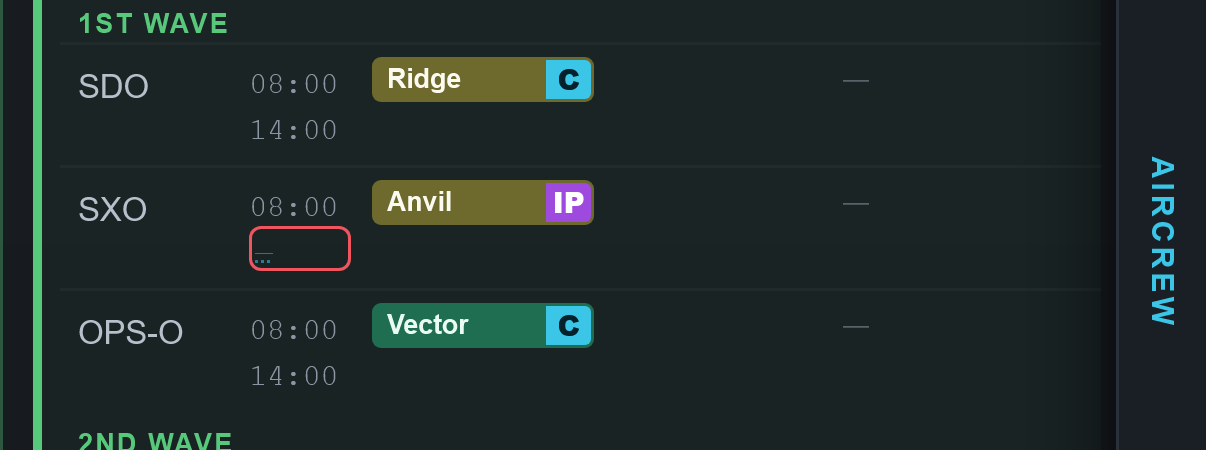 1ST WAVE
SDO 08:00 Ridge C —
14:00
SXO 08:00 Anvil IP —
—
OPS-O 08:00 Vector C —
14:00
2ND WAVE
AIRCREW